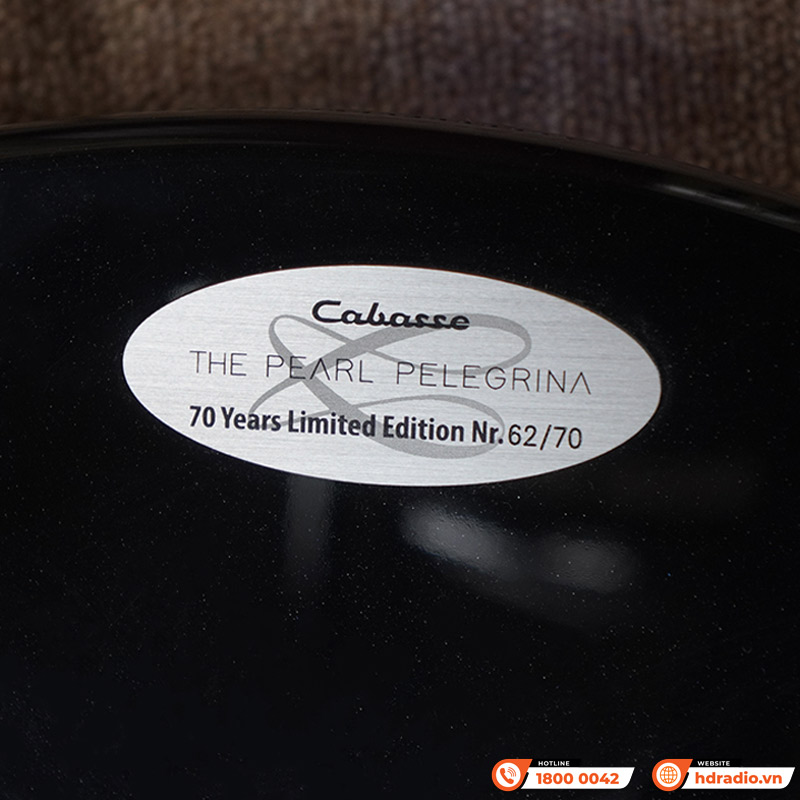 Cabasse
THE PEARL PELEGRINA
70 Years Limited Edition Nr. 62/70
HOTLINE
1800 0042
WEBSITE
hdradio.vn